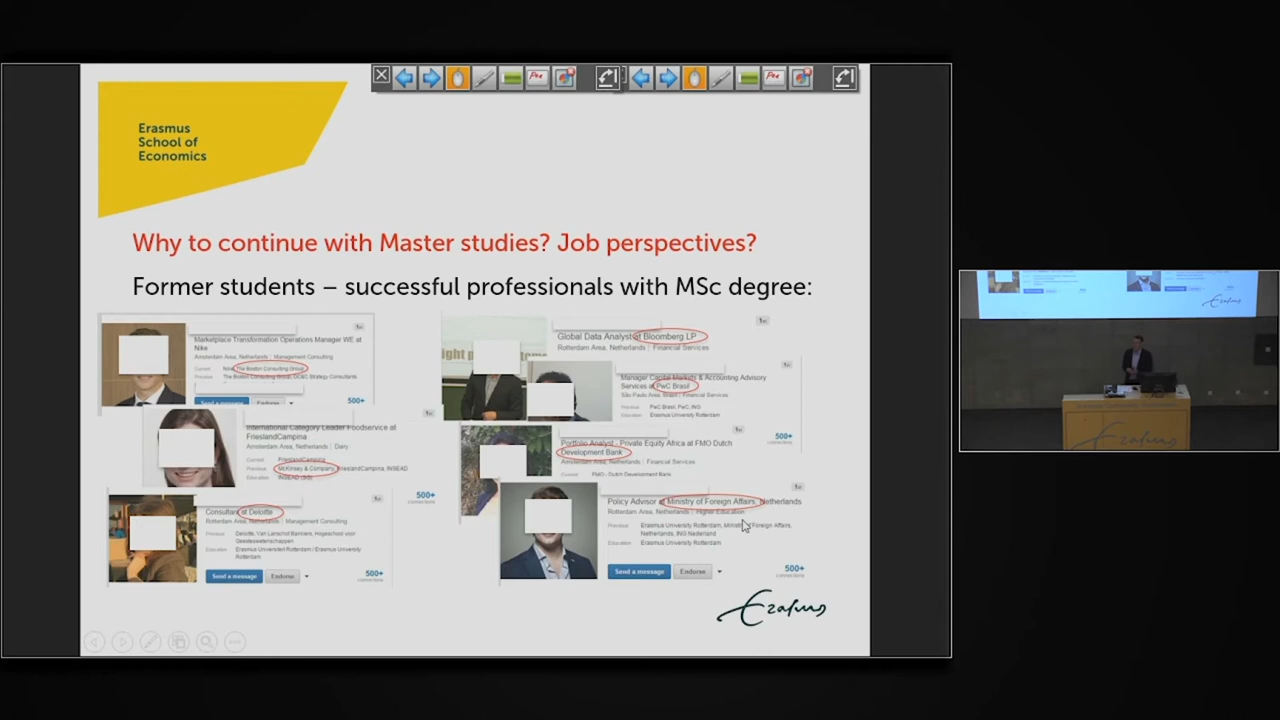 Erasmus
School of
Economics
Why to continue with Master studies? Job perspectives?
Former students – successful professionals with MSc degree:
Marketplace Transformation Operations Manager WE at
Nike
Amsterdam Area, Netherlands | Management Consulting
Current Nike, The Boston Consulting Group
Previous The Boston Consulting Group, OC&C Strategy Consultants
Send a message Endorse
500+
International Category Leader Foodservice at
FrieslandCampina
Amsterdam Area, Netherlands | Dairy
Current FrieslandCampina
Previous McKinsey & Company, FrieslandCampina, INSEAD
Education INSEAD
500+
connections
Consultant at Deloitte
Rotterdam Area, Netherlands | Management Consulting
Previous Deloitte, Van Lanschot Bankiers, Hogeschool voor
Geesteswetenschappen
Education Erasmus Universiteit Rotterdam / Erasmus University
Rotterdam
Send a message Endorse
500+
connections
Global Data Analyst at Bloomberg LP
Rotterdam Area, Netherlands | Financial Services
Manager Capital Markets & Accounting Advisory
Services at PwC Brasil
São Paulo Area, Brazil | Financial Services
Previous PwC Brasil, PwC, ING
Education Erasmus University Rotterdam
500+
connections
Portfolio Analyst - Private Equity Africa at FMO Dutch
Development Bank
Amsterdam Area, Netherlands | Financial Services
Current FMO - Dutch Development Bank
Policy Advisor at Ministry of Foreign Affairs, Netherlands
Rotterdam Area, Netherlands | Higher Education
Previous Erasmus University Rotterdam, Ministry of Foreign Affairs,
Netherlands, ING Nederland
Education Erasmus University Rotterdam
Send a message Endorse
500+
connections
Erasmus